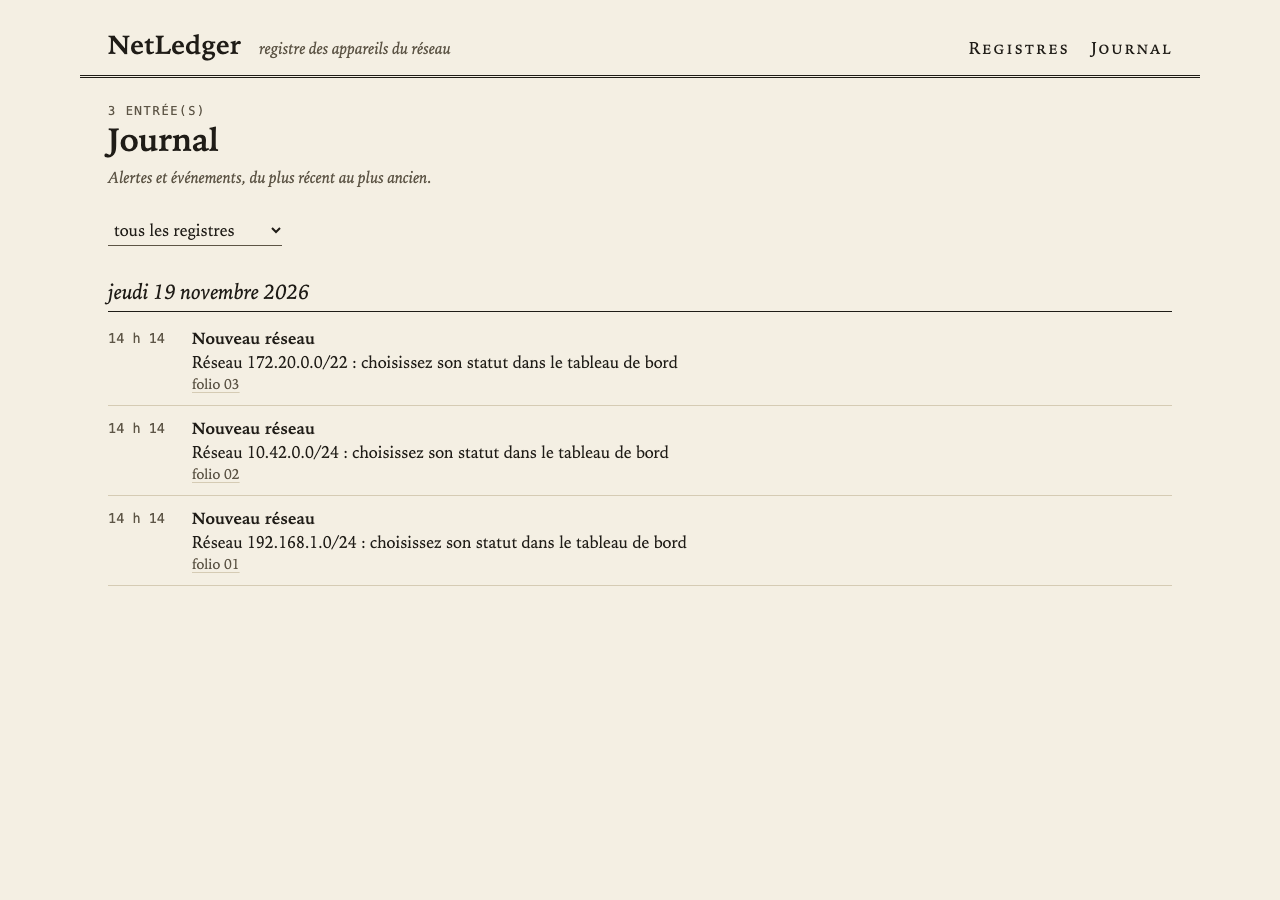 NetLedger registre des appareils du réseau Registres Journal
3 ENTRÉE(S)
Journal
Alertes et événements, du plus récent au plus ancien.
tous les registres
jeudi 19 novembre 2026
14 h 14 Nouveau réseau
Réseau 172.20.0.0/22 : choisissez son statut dans le tableau de bord
folio 03
14 h 14 Nouveau réseau
Réseau 10.42.0.0/24 : choisissez son statut dans le tableau de bord
folio 02
14 h 14 Nouveau réseau
Réseau 192.168.1.0/24 : choisissez son statut dans le tableau de bord
folio 01